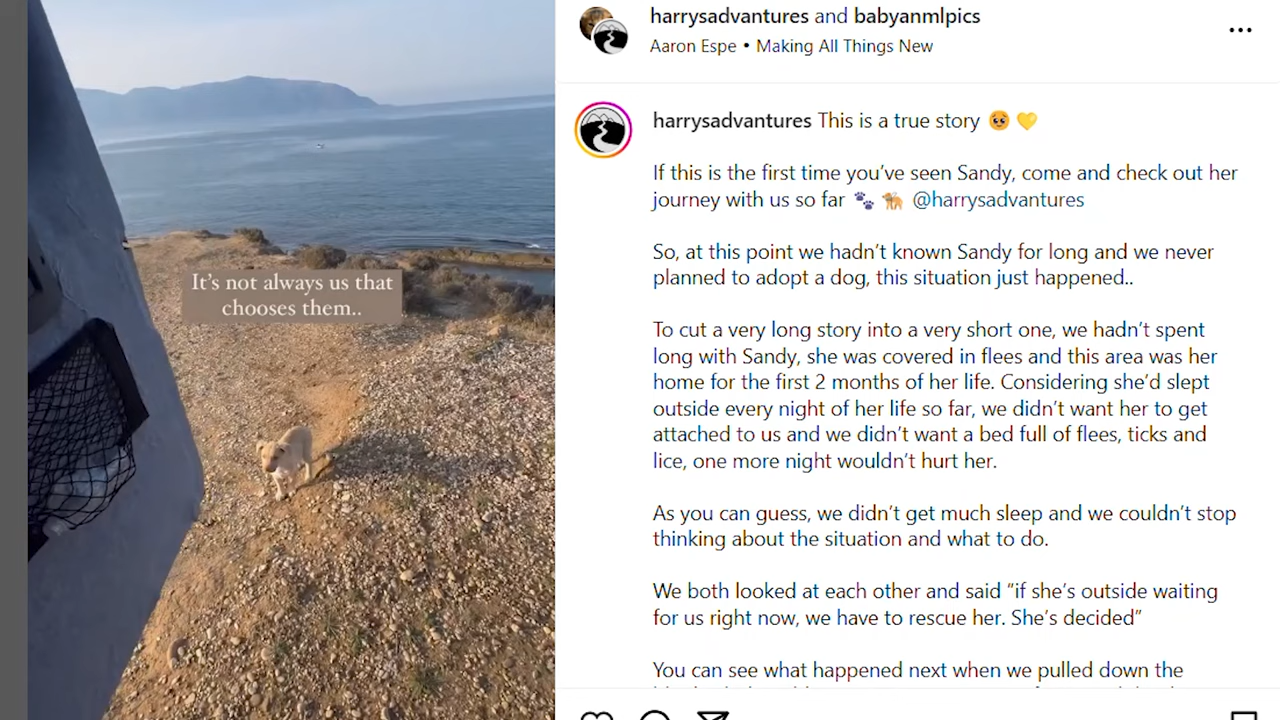 It's not always us that
chooses them..
harrysadvantures and babyanmlpics
Aaron Espe • Making All Things New
harrysadvantures This is a true story 🥺 💛
If this is the first time you've seen Sandy, come and check out her
journey with us so far 🐾 🐕 @harrysadvantures
So, at this point we hadn't known Sandy for long and we never
planned to adopt a dog, this situation just happened..
To cut a very long story into a very short one, we hadn't spent
long with Sandy, she was covered in flees and this area was her
home for the first 2 months of her life. Considering she'd slept
outside every night of her life so far, we didn't want her to get
attached to us and we didn't want a bed full of flees, ticks and
lice, one more night wouldn't hurt her.
As you can guess, we didn't get much sleep and we couldn't stop
thinking about the situation and what to do.
We both looked at each other and said "if she's outside waiting
for us right now, we have to rescue her. She's decided"
You can see what happened next when we pulled down the